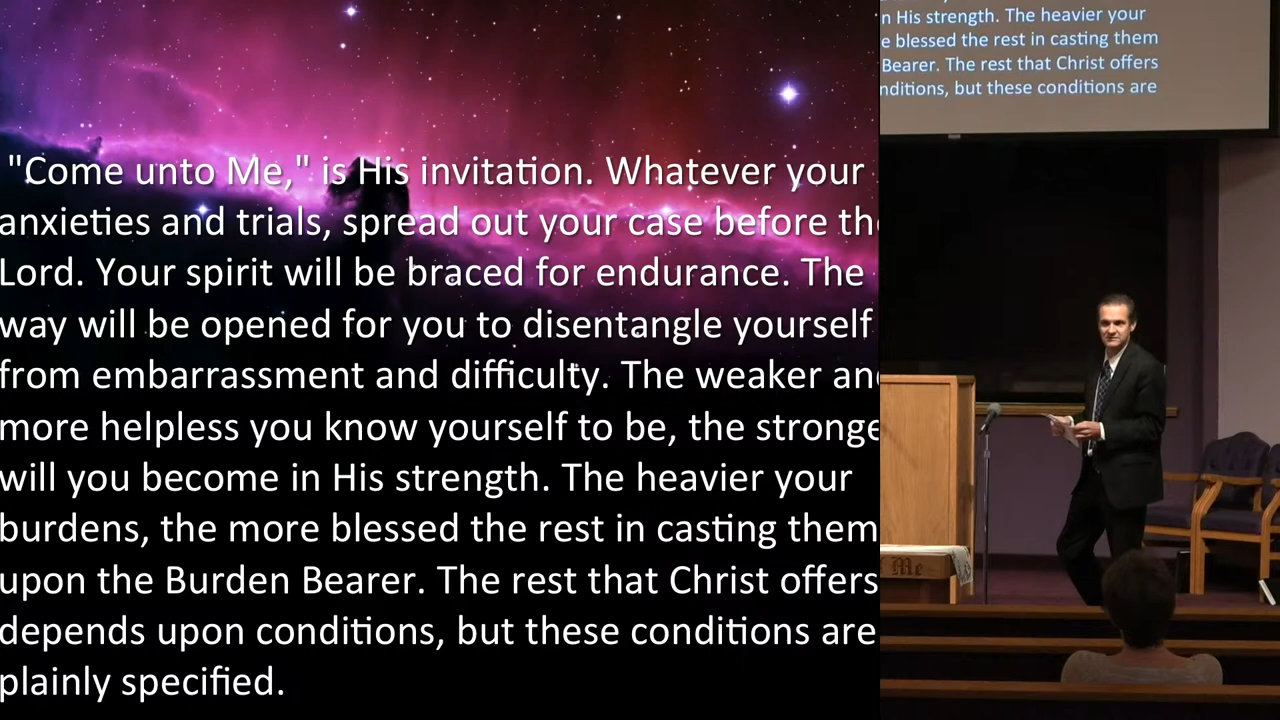 "Come unto Me," is His invitation. Whatever your
anxieties and trials, spread out your case before th
Lord. Your spirit will be braced for endurance. The
way will be opened for you to disentangle yourself
from embarrassment and difficulty. The weaker an
more helpless you know yourself to be, the stronge
will you become in His strength. The heavier your
burdens, the more blessed the rest in casting them
upon the Burden Bearer. The rest that Christ offers
depends upon conditions, but these conditions are
plainly specified.
n His strength. The heavier your
e blessed the rest in casting them
Bearer. The rest that Christ offers
nditions, but these conditions are
Me